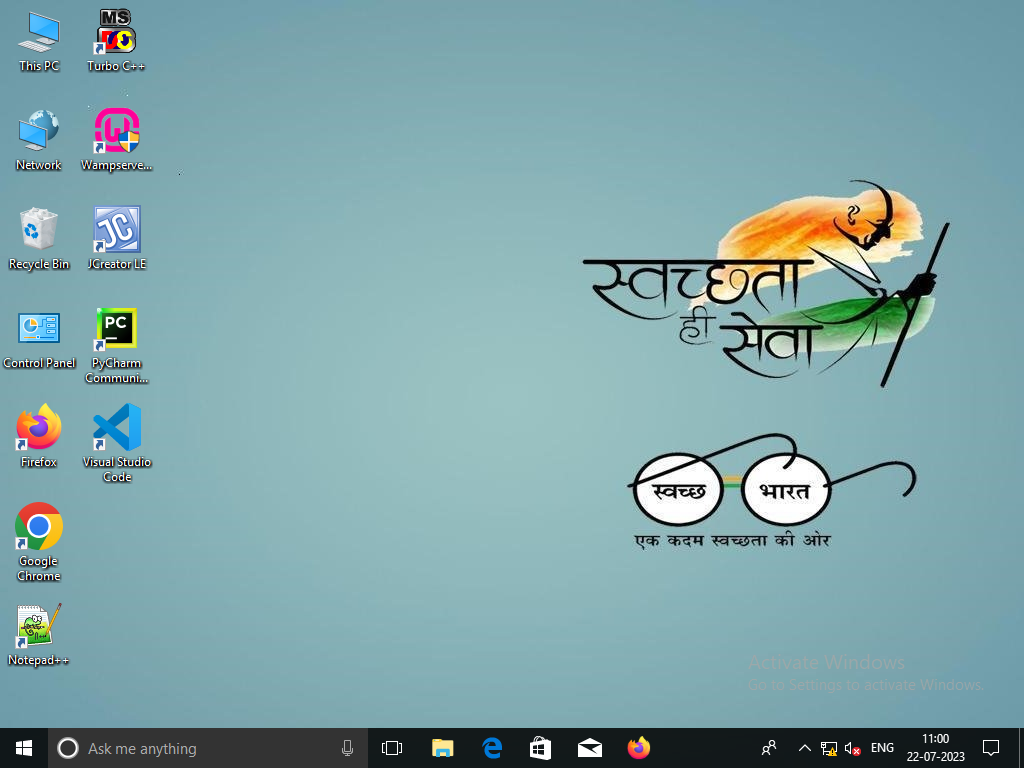 This PC
Turbo C++
Network
Wampserve...
Recycle Bin
JCreator LE
Control Panel
PyCharm
Communi...
Firefox
Visual Studio
Code
Google
Chrome
Notepad++
MS
DOS
W
JC
PC
स्वच्छता
ही
सेवा
स्वच्छ
भारत
एक कदम स्वच्छता की ओर
Activate Windows
Go to Settings to activate Windows.
Ask me anything
ENG
11:00
22-07-2023